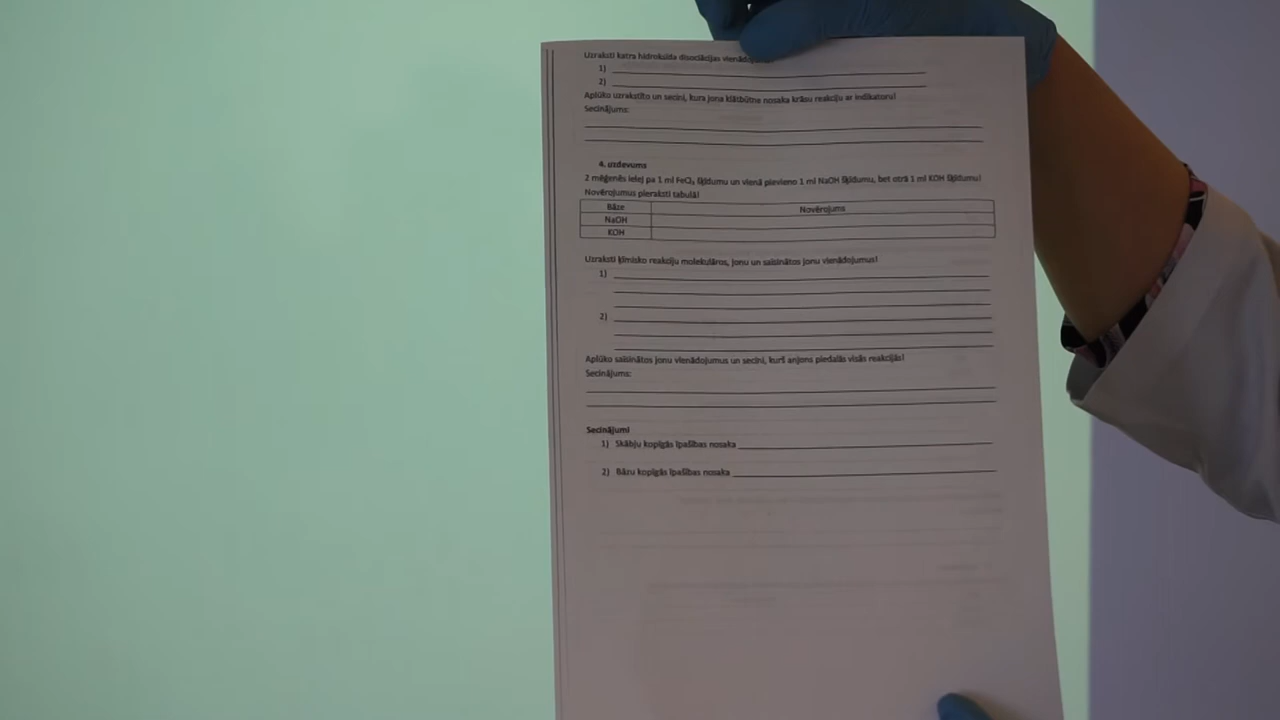 Uzraksti katra hidroksīda disociācijas
1)
2)
Aplūko uzrakstīto un secini, kura jona klātbūtne nosaka krāsu reakciju ar indikatoru!
Secinājums:
4. uzdevums
2 mēģenēs ielej pa 1 ml FeCl₃ šķīdumu un vienā pievieno 1 ml NaOH šķīdumu, bet otrā 1 ml KOH šķīdumu!
Novērojumus pieraksti tabulā!
Bāze Novērojums
NaOH
KOH
Uzraksti ķīmisko reakciju molekulāros, jonu un saīsinātos jonu vienādojumus!
1)
2)
Aplūko saīsinātos jonu vienādojumus un secini, kurš anjons piedalās visās reakcijās!
Secinājums:
Secinājumi
1) Skābju kopīgās īpašības nosaka
2) Bāzu kopīgās īpašības nosaka